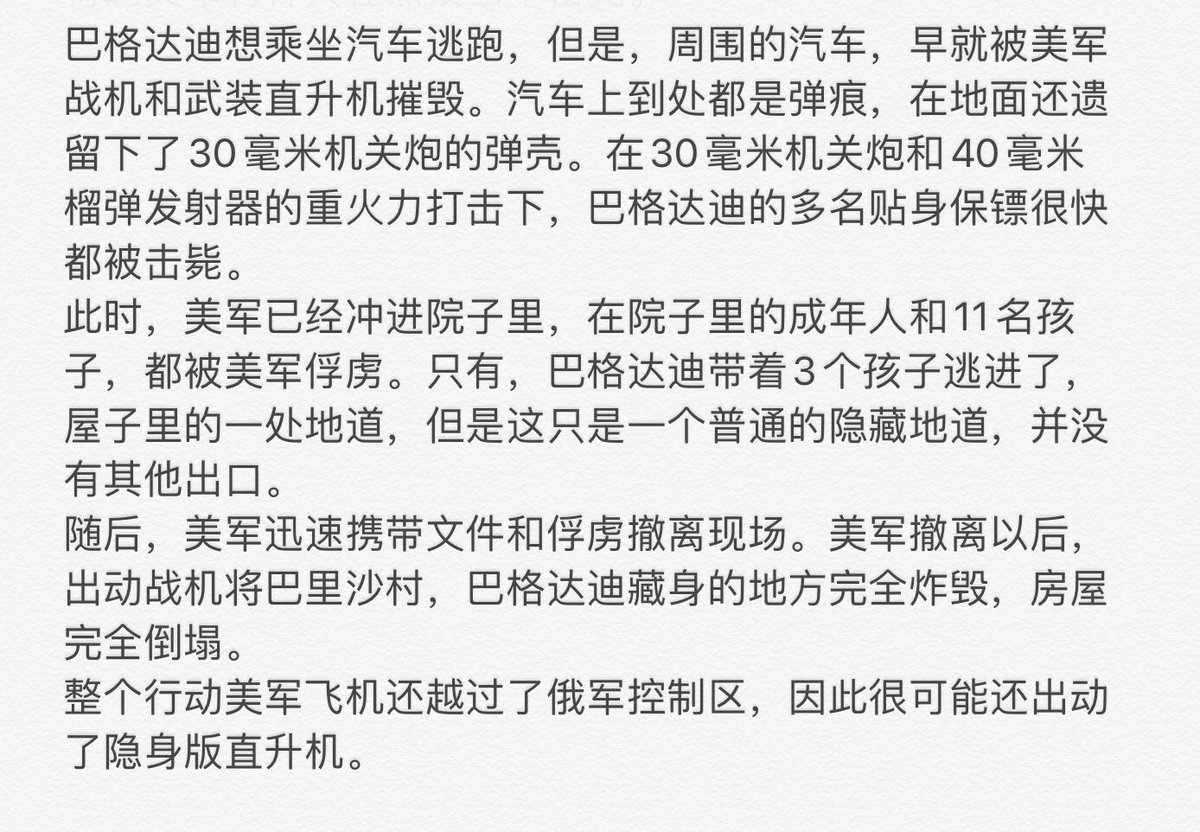 巴格达迪想乘坐汽车逃跑，但是，周围的汽车，早就被美军
战机和武装直升机摧毁。汽车上到处都是弹痕，在地面还遗
留下了30毫米机关炮的弹壳。在30毫米机关炮和40毫米
榴弹发射器的重火力打击下，巴格达迪的多名贴身保镖很快
都被击毙。
此时，美军已经冲进院子里，在院子里的成年人和11名孩
子，都被美军俘虏。只有，巴格达迪带着3个孩子逃进了，
屋子里的一处地道，但是这只是一个普通的隐藏地道，并没
有其他出口。
随后，美军迅速携带文件和俘虏撤离现场。美军撤离以后，
出动战机将巴里沙村，巴格达迪藏身的地方完全炸毁，房屋
完全倒塌。
整个行动美军飞机还越过了俄军控制区，因此很可能还出动
了隐身版直升机。